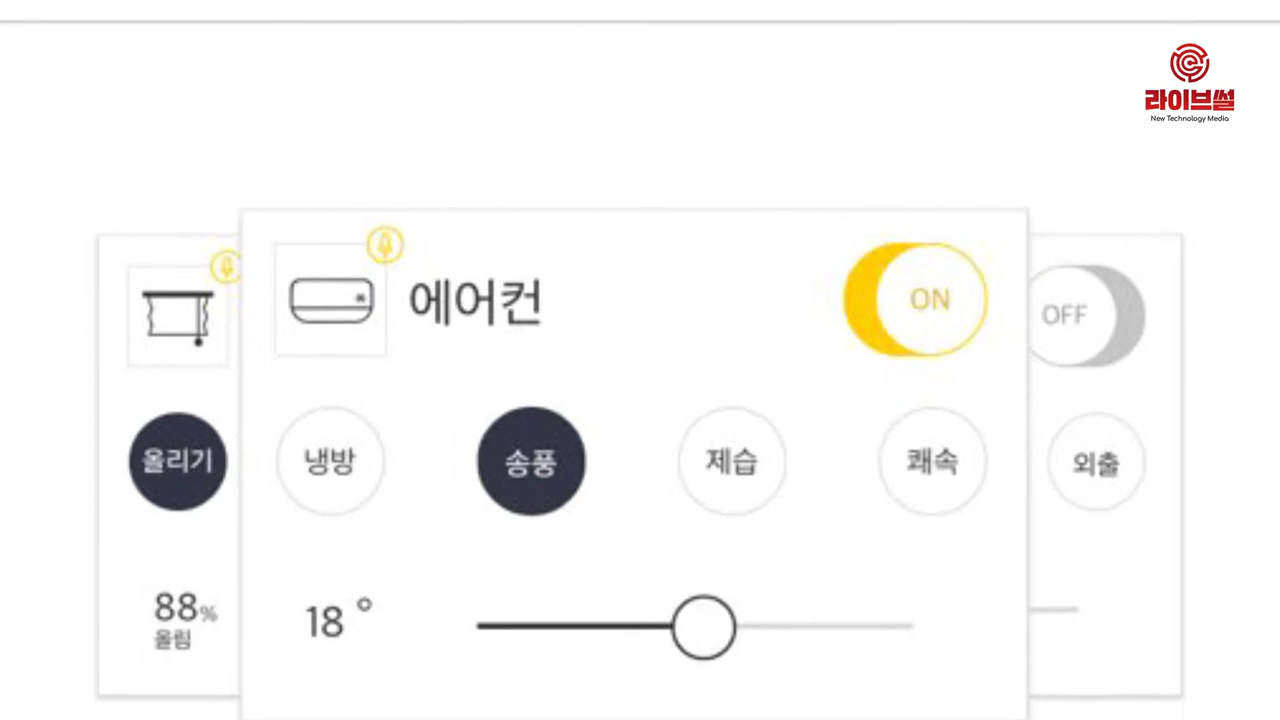 라이브썰
New Technology Media
에어컨
ON
OFF
올리기
냉방
송풍
제습
쾌속
외출
88%
올림
18°